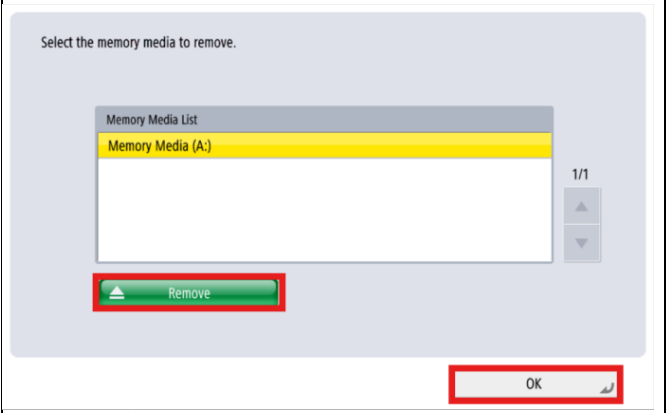 Select the memory media to remove.
Memory Media List
Memory Media (A:)
1/1
Remove
OK